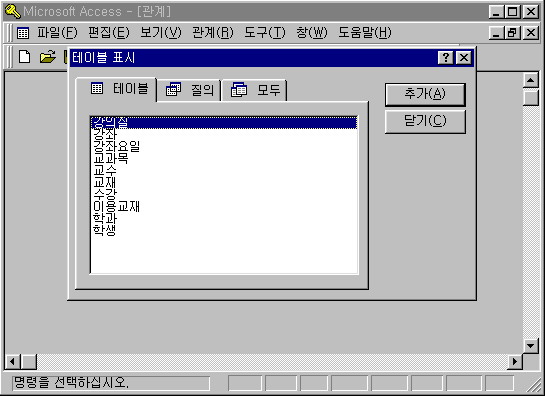 Microsoft Access - [관계]
파일(F) 편집(E) 보기(V) 관계(R) 도구(T) 창(W) 도움말(H)
테이블 표시
테이블 질의 모두
추가(A)
닫기(C)
강의실
강좌
강좌요일
교과목
교수
교재
수강
이용교재
학과
학생
명령을 선택하십시오.